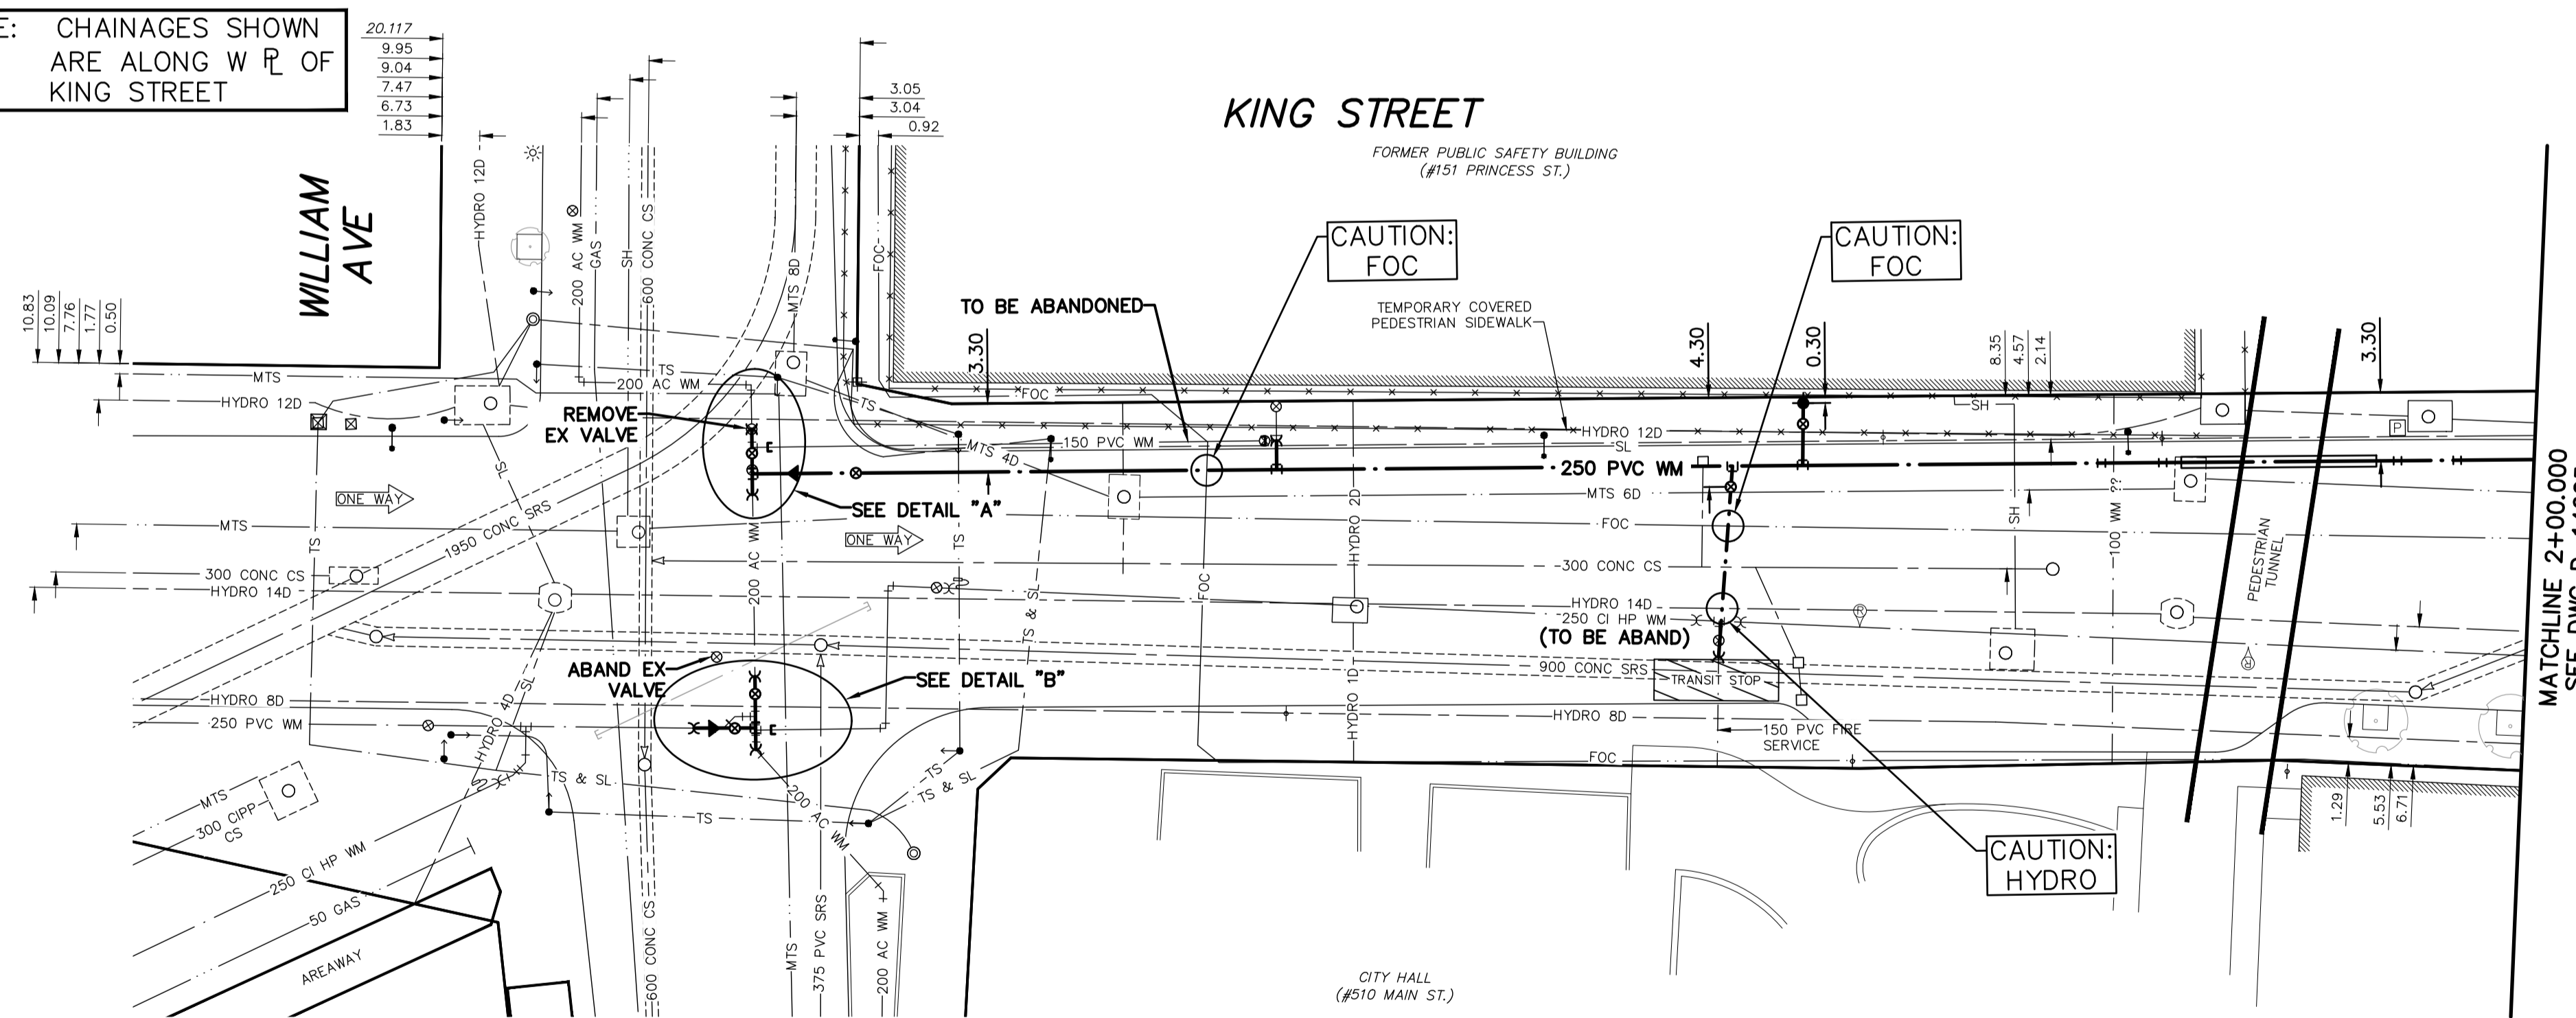 E: CHAINAGES SHOWN
ARE ALONG W PL OF
KING STREET
20.117
9.95
9.04
7.47
6.73
1.83
3.05
3.04
0.92
KING STREET
FORMER PUBLIC SAFETY BUILDING
(#151 PRINCESS ST.)
WILLIAM
AVE
HYDRO 12D
200 AC WM
GAS
SH
600 CONC CS
MTS 8D
FOC
CAUTION:
FOC
CAUTION:
FOC
TO BE ABANDONED
TEMPORARY COVERED
PEDESTRIAN SIDEWALK
10.83
10.09
7.76
1.77
0.50
3.30
4.30
0.30
8.35
4.57
2.14
3.30
MTS
TS
200 AC WM
HYDRO 12D
REMOVE
EX VALVE
E
TS
FOC
SH
150 PVC WM
HYDRO 12D
SL
MTS 4D
P
SL
250 PVC WM
ONE WAY
SEE DETAIL "A"
MTS 6D
HYDRO 2D
SH
100 WM ??
MTS
FOC
1950 CONC SRS
ONE WAY
TS
TS
200 AC WM
PEDESTRIAN
TUNNEL
MATCHLINE 2+00.000
300 CONC CS
HYDRO 14D
300 CONC CS
FOC
TS & SL
HYDRO 14D
250 CI HP WM
(TO BE ABAND)
R
R
ABAND EX
VALVE
SEE DETAIL "B"
900 CONC SRS
TRANSIT STOP
HYDRO 8D
250 PVC WM
SL
HYDRO 4D
E
HYDRO 1D
HYDRO 8D
150 PVC FIRE
SERVICE
FOC
TS & SL
TS
TS & SL
TS
200 AC WM
MTS
300 CIPP
CS
1.29
5.53
6.71
250 CI HP WM
CAUTION:
HYDRO
50 GAS
AREAWAY
600 CONC CS
MTS
375 PVC SRS
200 AC WM
CITY HALL
(#510 MAIN ST.)